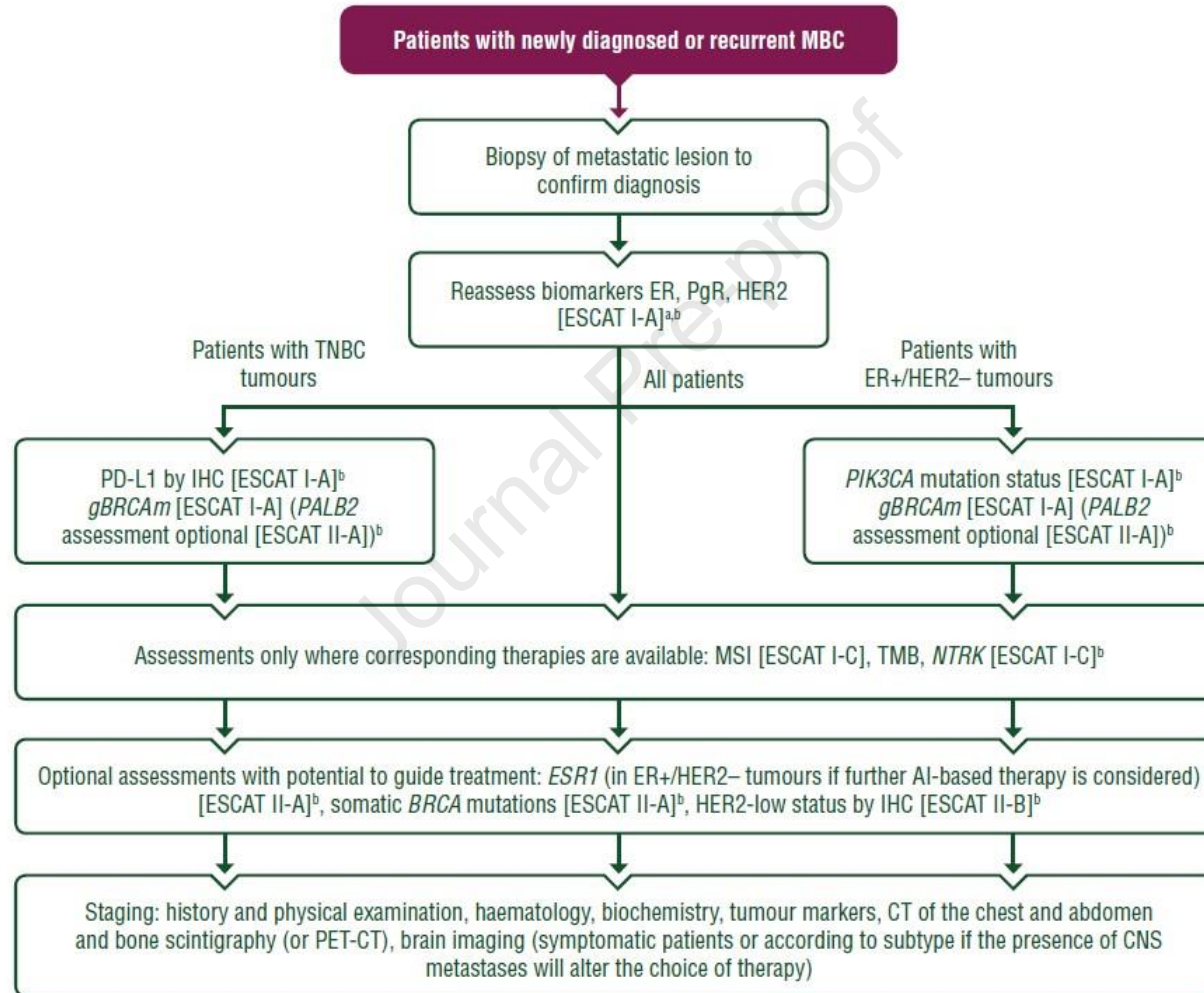 Patients with newly diagnosed or recurrent MBC
Biopsy of metastatic lesion to
confirm diagnosis
Reassess biomarkers ER, PgR, HER2
[ESCAT I-A]a,b
Patients with TNBC
tumours
All patients
Patients with
ER+/HER2– tumours
PD-L1 by IHC [ESCAT I-A]b
gBRCAm [ESCAT I-A] (PALB2
assessment optional [ESCAT II-A])b
PIK3CA mutation status [ESCAT I-A]b
gBRCAm [ESCAT I-A] (PALB2
assessment optional [ESCAT II-A])b
Assessments only where corresponding therapies are available: MSI [ESCAT I-C], TMB, NTRK [ESCAT I-C]b
Optional assessments with potential to guide treatment: ESR1 (in ER+/HER2– tumours if further AI-based therapy is considered)
[ESCAT II-A]b, somatic BRCA mutations [ESCAT II-A]b, HER2-low status by IHC [ESCAT II-B]b
Staging: history and physical examination, haematology, biochemistry, tumour markers, CT of the chest and abdomen
and bone scintigraphy (or PET-CT), brain imaging (symptomatic patients or according to subtype if the presence of CNS
metastases will alter the choice of therapy)
Journal Pre-proof